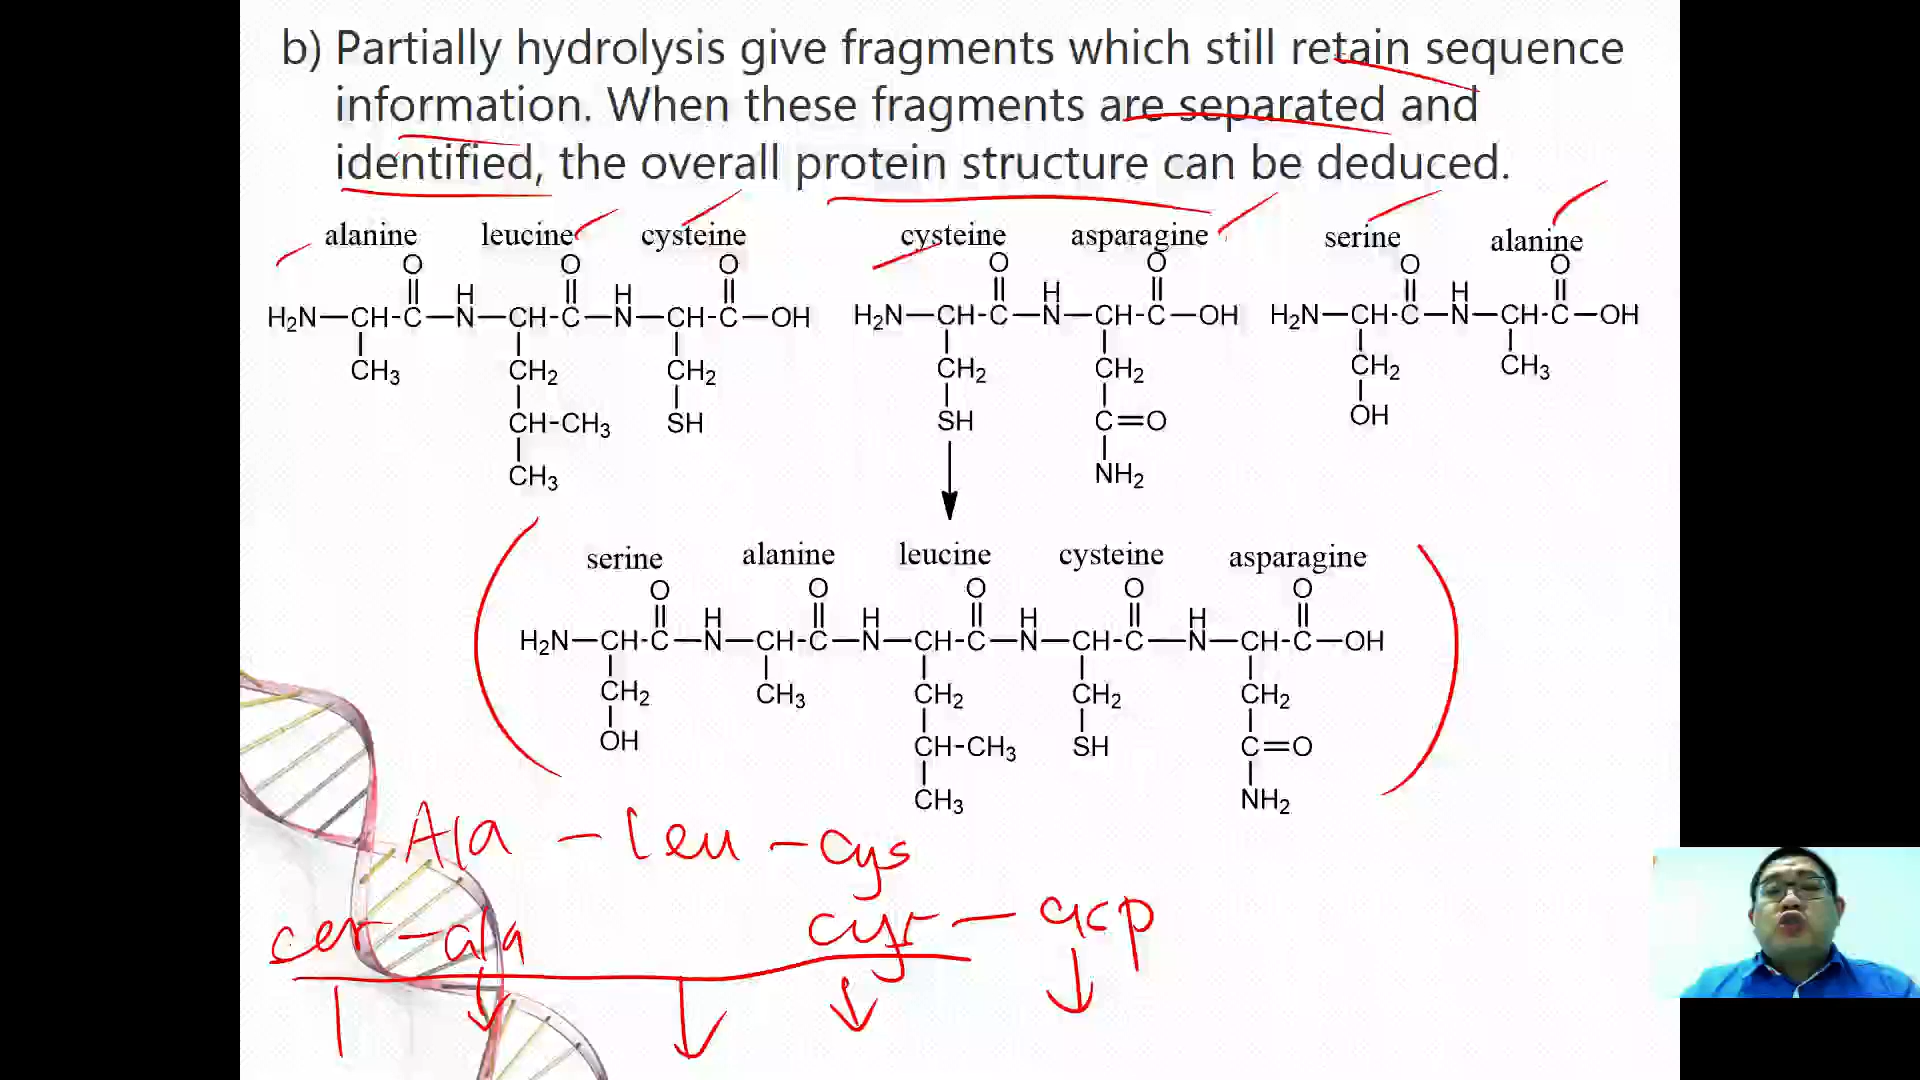 b) Partially hydrolysis give fragments which still retain sequence
information. When these fragments are separated and
identified, the overall protein structure can be deduced.
alanine leucine cysteine cysteine asparagine serine alanine
O O O O O O O
H H H H
H₂N—CH-C—N—CH-C—N—CH-C—OH H₂N—CH-C—N—CH-C—OH H₂N—CH-C—N—CH-C—OH
CH₃ CH₂ CH₂ CH₂ CH₂ CH₂ CH₃
CH-CH₃ SH SH C=O OH
CH₃ NH₂
serine alanine leucine cysteine asparagine
O O O O O
H H H H
H₂N—CH-C—N—CH-C—N—CH-C—N—CH-C—N—CH-C—OH
CH₂ CH₃ CH₂ CH₂ CH₂
OH CH-CH₃ SH C=O
CH₃ NH₂
Ala - leu - cys
ser - ala cys - asp